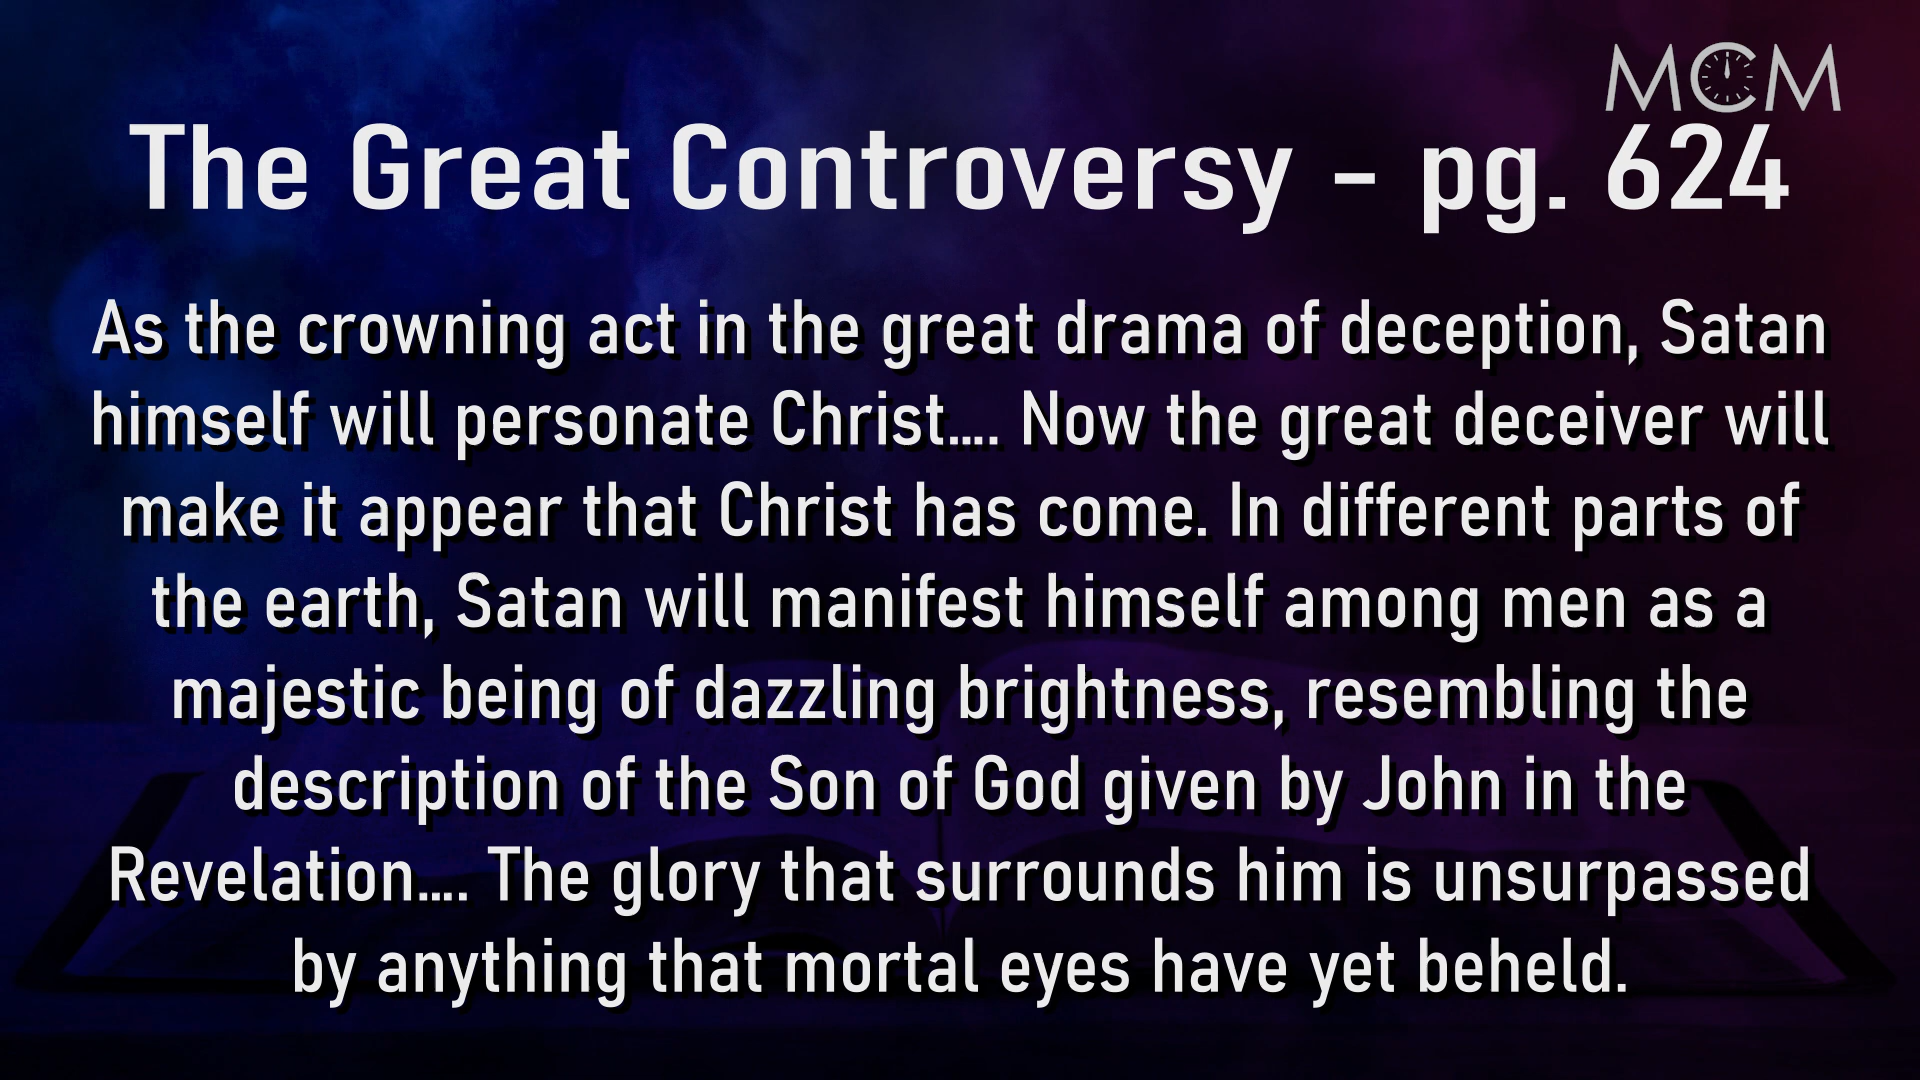 MCM
The Great Controversy - pg. 624
As the crowning act in the great drama of deception, Satan
himself will personate Christ.... Now the great deceiver will
make it appear that Christ has come. In different parts of
the earth, Satan will manifest himself among men as a
majestic being of dazzling brightness, resembling the
description of the Son of God given by John in the
Revelation.... The glory that surrounds him is unsurpassed
by anything that mortal eyes have yet beheld.